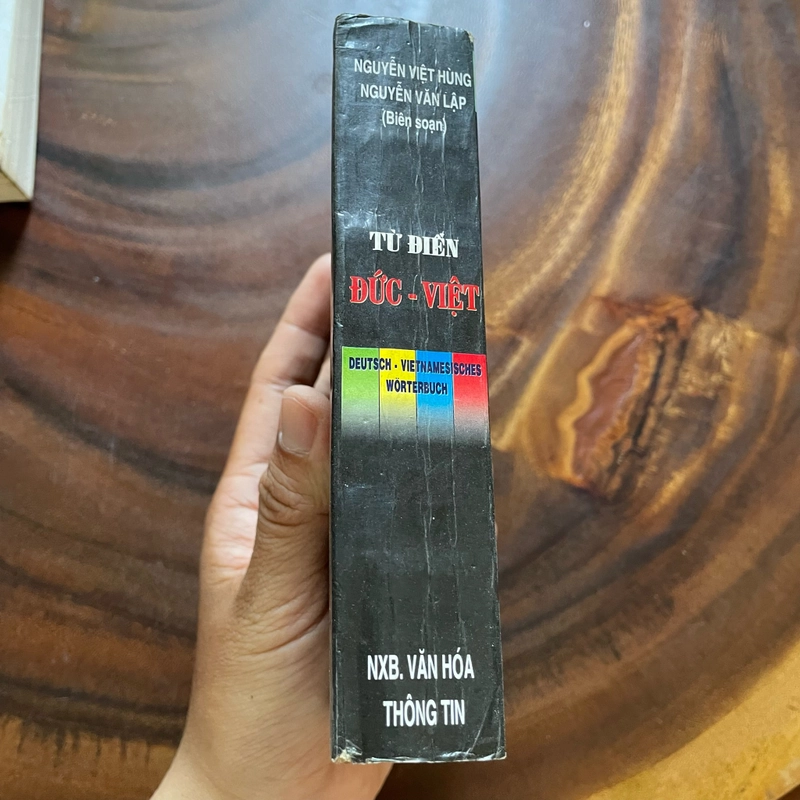 NGUYỄN VIỆT HÙNG
NGUYỄN VĂN LẬP
(Biên soạn)
TỪ ĐIỂN
ĐỨC - VIỆT
DEUTSCH - VIETNAMESISCHES
WÖRTERBUCH
NXB. VĂN HÓA
THÔNG TIN